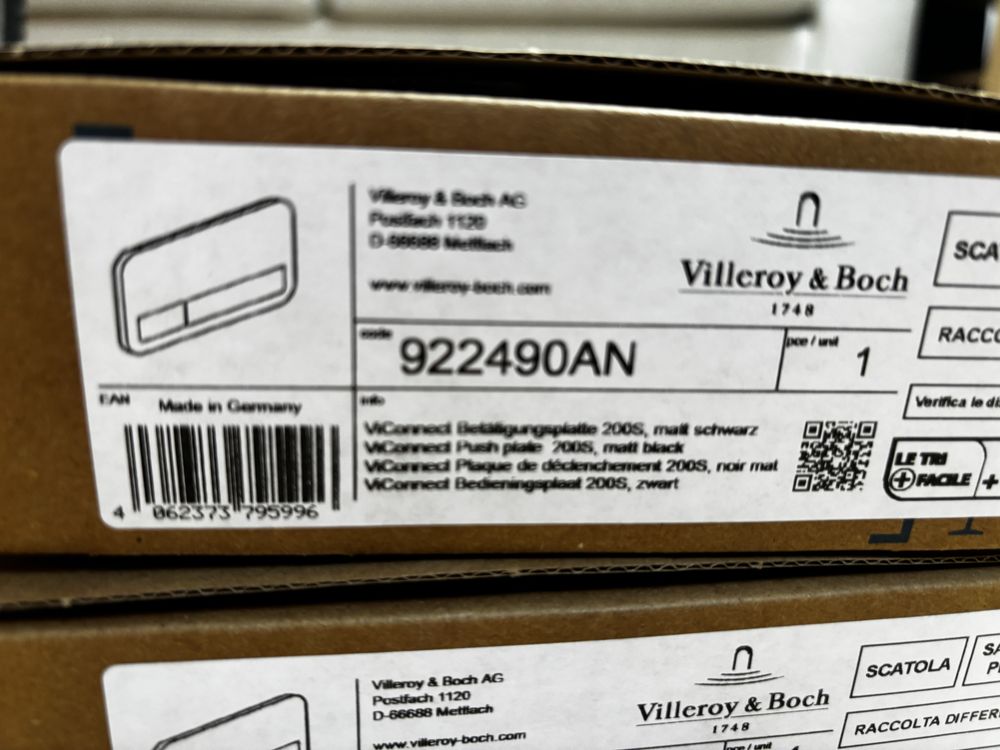 Villeroy & Boch AG
Postfach 1120
D-66688 Mettlach
www.villeroy-boch.com
Villeroy & Boch
1748
code
922490AN
pce / unit
1
EAN
Made in Germany
4 062373 795996
info
ViConnect Betätigungsplatte 200S, matt schwarz
ViConnect Push plate 200S, matt black
ViConnect Plaque de déclenchement 200S, noir mat
ViConnect Bedieningsplaat 200S, zwart
SCA
RACCO
Verifica le di
LE TRI
+ FACILE
+
Villeroy & Boch AG
Postfach 1120
D-66688 Mettlach
www.villeroy-boch.com
Villeroy & Boch
1748
pce / unit
SCATOLA
RACCOLTA DIFFER